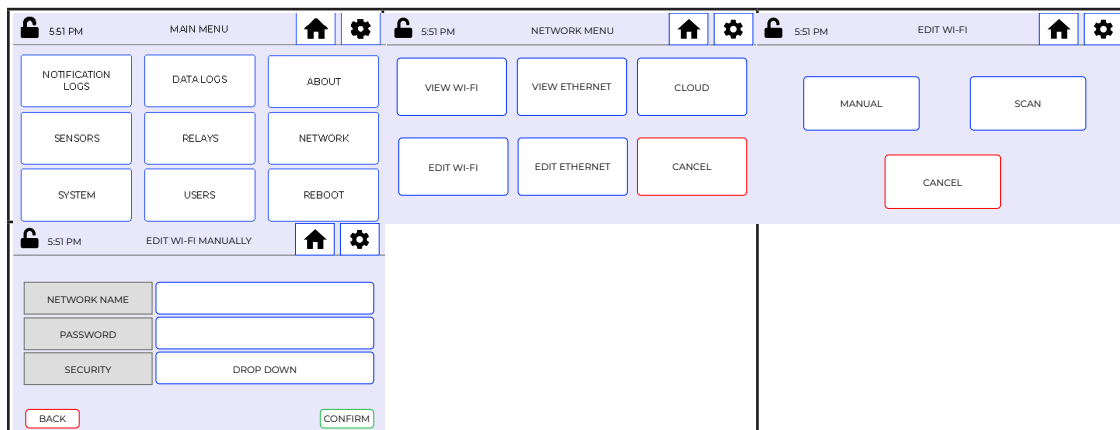 5:51 PM MAIN MENU
NOTIFICATION
LOGS
DATA LOGS
ABOUT
SENSORS
RELAYS
NETWORK
SYSTEM
USERS
REBOOT
5:51 PM NETWORK MENU
VIEW WI-FI
VIEW ETHERNET
CLOUD
EDIT WI-FI
EDIT ETHERNET
CANCEL
5:51 PM EDIT WI-FI
MANUAL
SCAN
CANCEL
5:51 PM EDIT WI-FI MANUALLY
NETWORK NAME
PASSWORD
SECURITY DROP DOWN
BACK CONFIRM